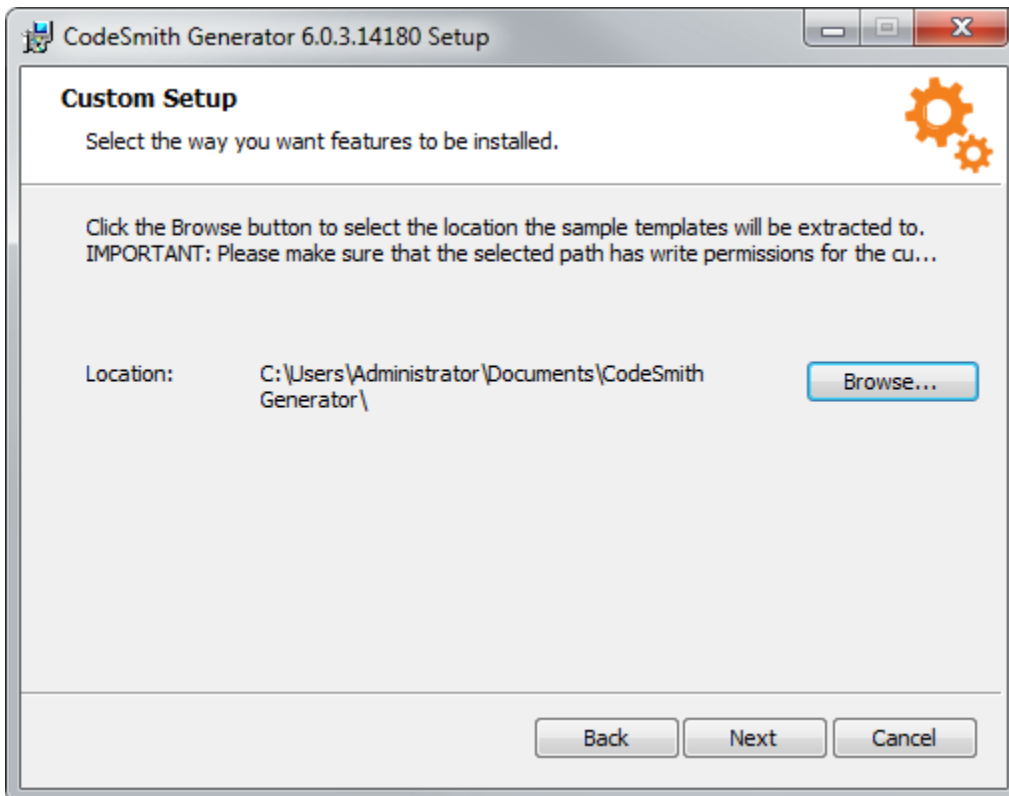 CodeSmith Generator 6.0.3.14180 Setup
Custom Setup
Select the way you want features to be installed.
Click the Browse button to select the location the sample templates will be extracted to.
IMPORTANT: Please make sure that the selected path has write permissions for the cu...
Location:
C:\Users\Administrator\Documents\CodeSmith
Generator\
Browse...
Back
Next
Cancel